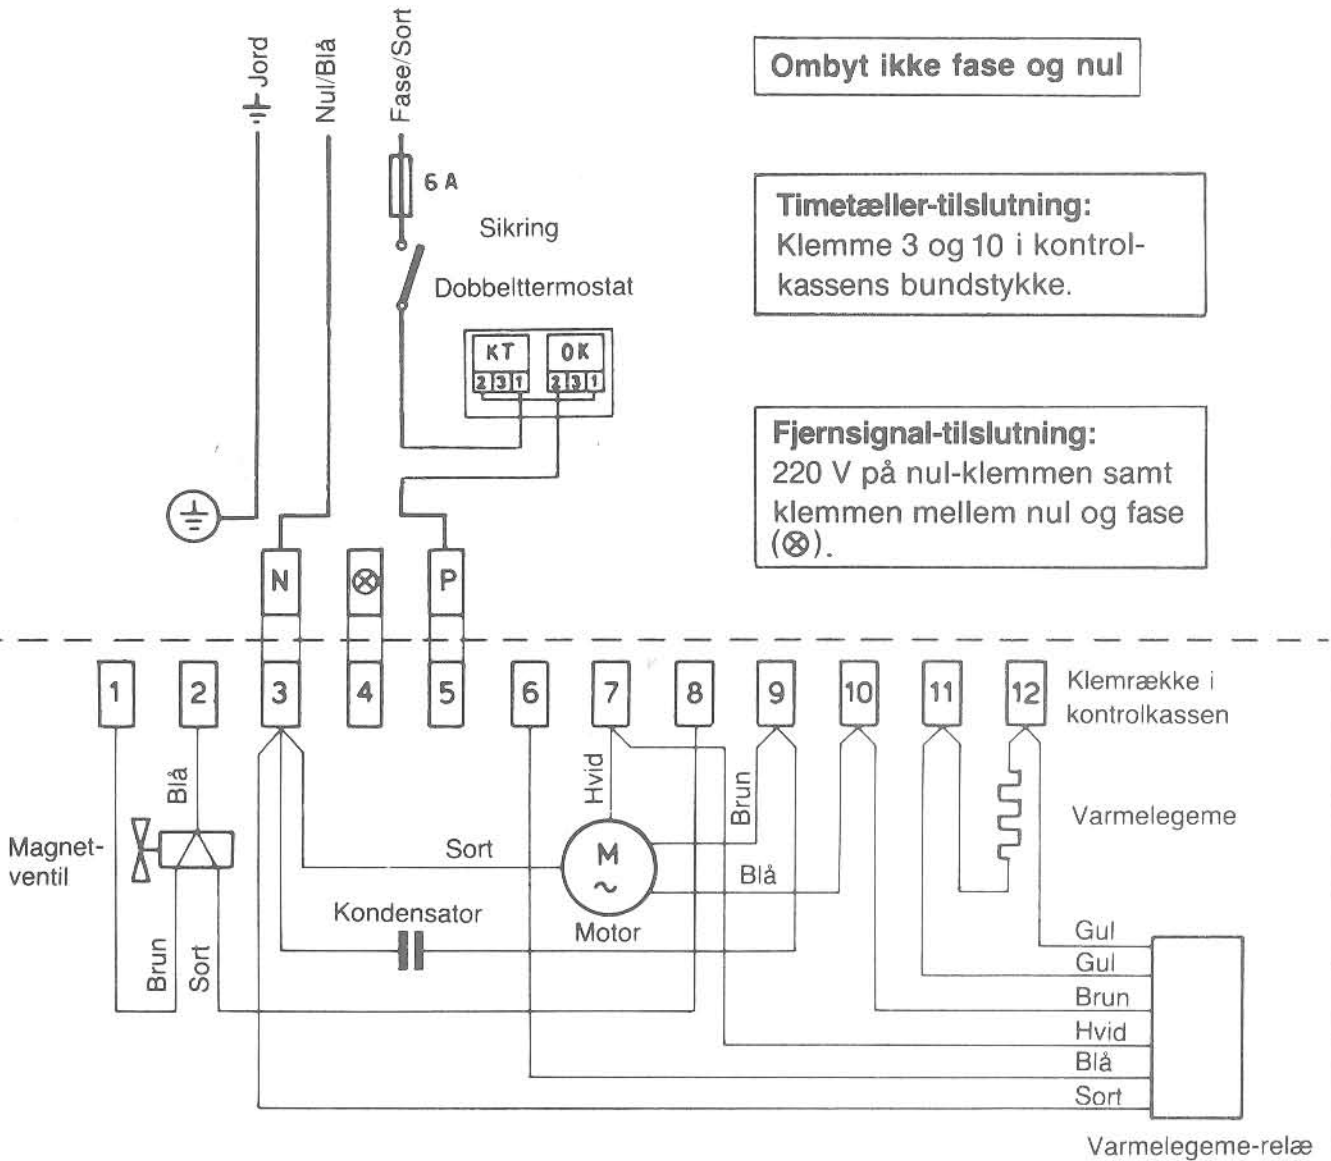 Jord
Nul/Blå
Fase/Sort
Ombyt ikke fase og nul
6 A
Sikring
Dobbelttermostat
KT
OK
2 3 1
2 3 1
Timetæller-tilslutning:
Klemme 3 og 10 i kontrol-
kassens bundstykke.
Fjernsignal-tilslutning:
220 V på nul-klemmen samt
klemmen mellem nul og fase
(⊗).
N
⊗
P
1
2
3
4
5
6
7
8
9
10
11
12
Klemrække i
kontrolkassen
Blå
Hvid
Brun
Varmelegeme
Magnet-
ventil
Sort
M
~
Blå
Kondensator
Motor
Brun
Sort
Gul
Gul
Brun
Hvid
Blå
Sort
Varmelegeme-relæ